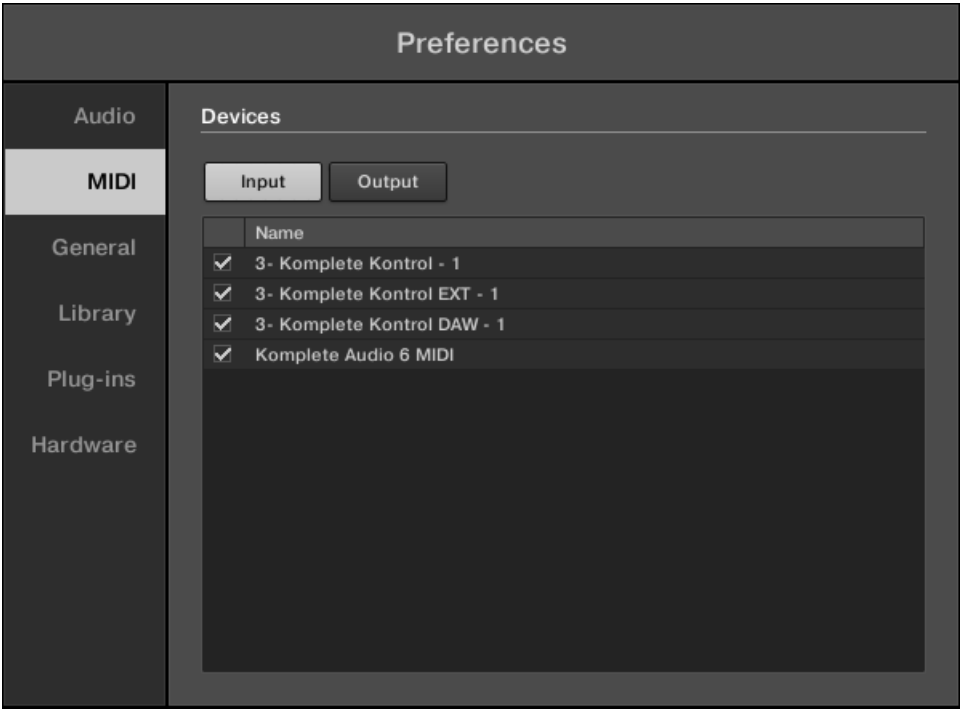 Preferences
Audio
MIDI
General
Library
Plug-ins
Hardware
Devices
Input Output
Name
3- Komplete Kontrol - 1
3- Komplete Kontrol EXT - 1
3- Komplete Kontrol DAW - 1
Komplete Audio 6 MIDI